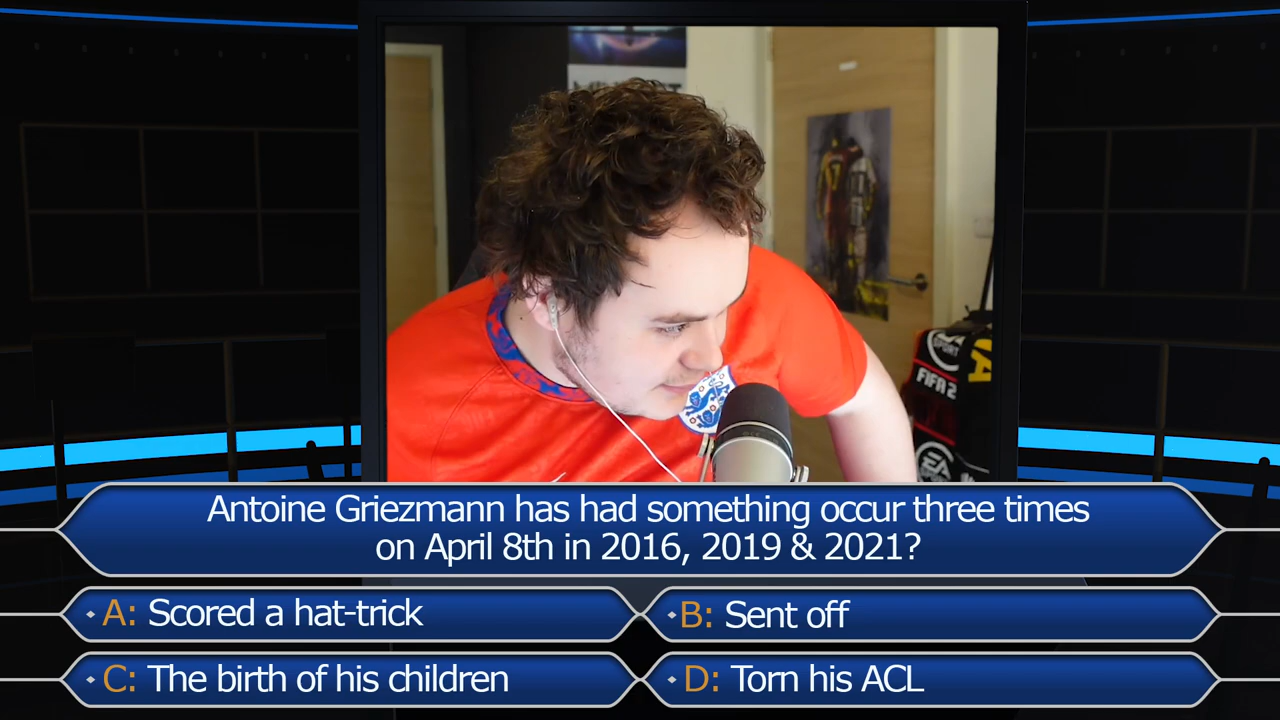 SPORT
FIFA 2
EA
Antoine Griezmann has had something occur three times
on April 8th in 2016, 2019 & 2021?
A: Scored a hat-trick
B: Sent off
C: The birth of his children
D: Torn his ACL